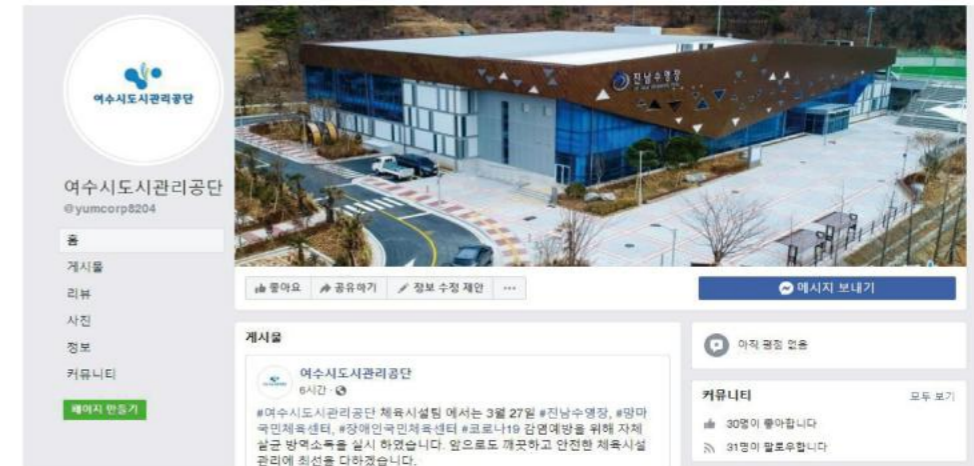 여수시도시관리공단
진남수영장
여수시도시관리공단
@yumcorp8204
홈
게시물
리뷰
사진
정보
커뮤니티
페이지 만들기
좋아요 공유하기 정보 수정 제안 ...
메시지 보내기
게시물
여수시도시관리공단
6시간 ·
#여수시도시관리공단 체육시설팀 에서는 3월 27일 #진남수영장, #망마
국민체육센터, #장애인국민체육센터 #코로나19 감염예방을 위해 자체
살균 방역소독을 실시 하였습니다. 앞으로도 깨끗하고 안전한 체육시설
관리에 최선을 다하겠습니다.
아직 평점 없음
커뮤니티 모두 보기
30명이 좋아합니다
31명이 팔로우합니다